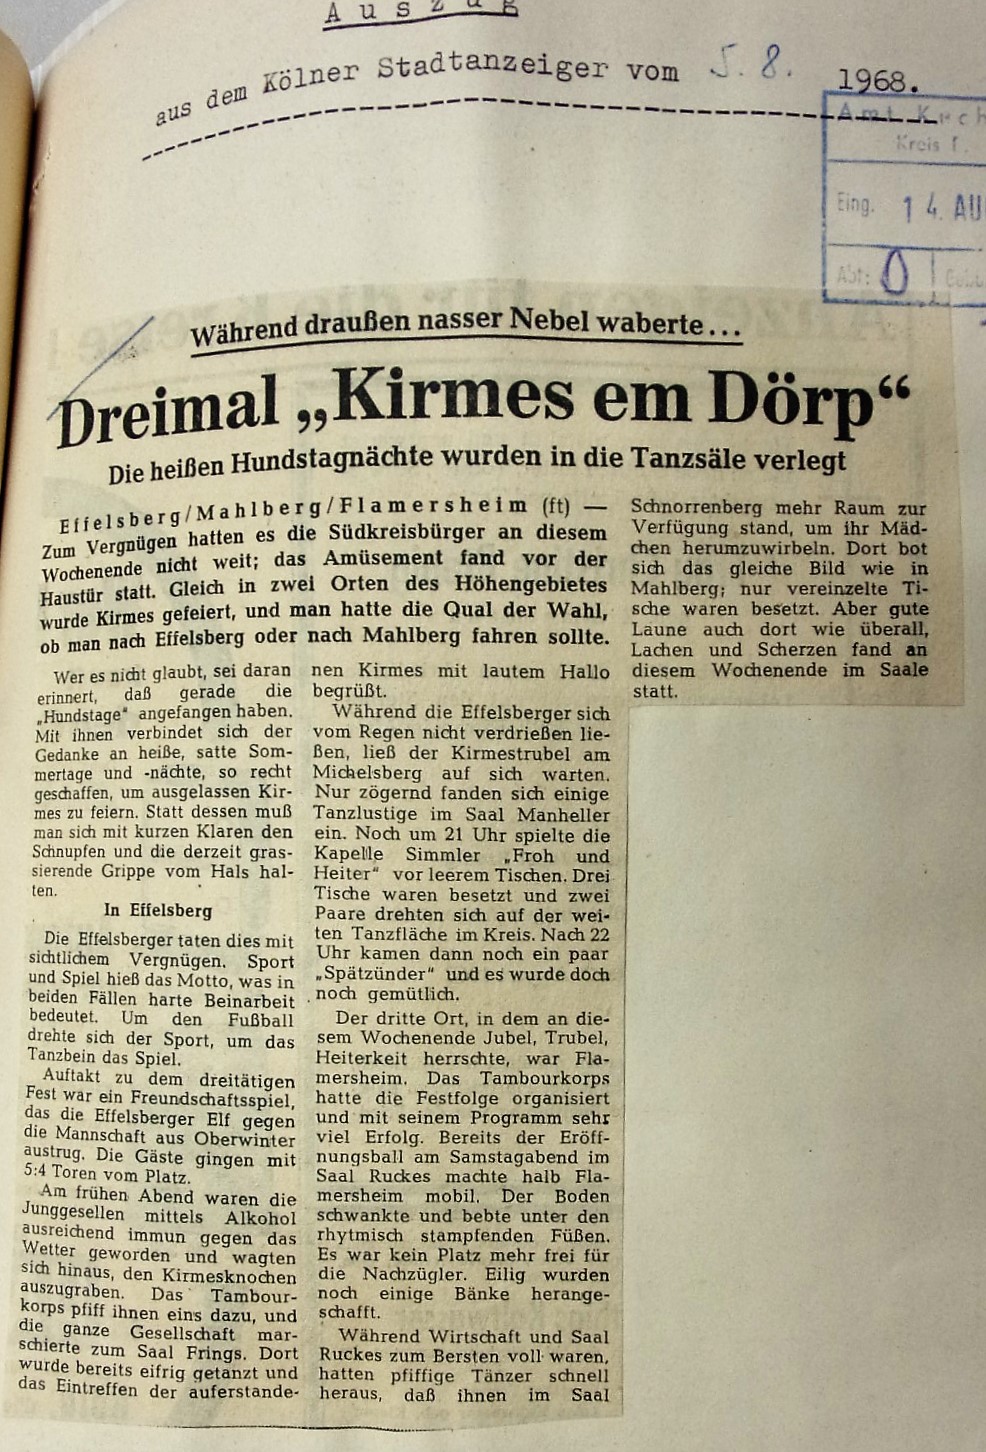 Auszug
aus dem Kölner Stadtanzeiger vom 5. 8. 1968.
Amt
Kreis
Eing. 14. AU
Abt: 0
Während draußen nasser Nebel waberte...
Dreimal „Kirmes em Dörp“
Die heißen Hundstagnächte wurden in die Tanzsäle verlegt
Effelsberg/Mahlberg/Flamersheim (ft) —
Zum Vergnügen hatten es die Südkreisbürger an diesem
Wochenende nicht weit; das Amüsement fand vor der
Haustür statt. Gleich in zwei Orten des Höhengebietes
wurde Kirmes gefeiert, und man hatte die Qual der Wahl,
ob man nach Effelsberg oder nach Mahlberg fahren sollte.
Wer es nicht glaubt, sei daran
erinnert, daß gerade die
„Hundstage“ angefangen haben.
Mit ihnen verbindet sich der
Gedanke an heiße, satte Som-
mertage und -nächte, so recht
geschaffen, um ausgelassen Kir-
mes zu feiern. Statt dessen muß
man sich mit kurzen Klaren den
Schnupfen und die derzeit gras-
sierende Grippe vom Hals hal-
ten.
In Effelsberg
Die Effelsberger taten dies mit
sichtlichem Vergnügen. Sport
und Spiel hieß das Motto, was in
beiden Fällen harte Beinarbeit
bedeutet. Um den Fußball
drehte sich der Sport, um das
Tanzbein das Spiel.
Auftakt zu dem dreitätigen
Fest war ein Freundschaftsspiel,
das die Effelsberger Elf gegen
die Mannschaft aus Oberwinter
austrug. Die Gäste gingen mit
5:4 Toren vom Platz.
Am frühen Abend waren die
Junggesellen mittels Alkohol
ausreichend immun gegen das
Wetter geworden und wagten
sich hinaus, den Kirmesknochen
auszugraben. Das Tambour-
korps pfiff ihnen eins dazu, und
die ganze Gesellschaft mar-
schierte zum Saal Frings. Dort
wurde bereits eifrig getanzt und
das Eintreffen der auferstande-
nen Kirmes mit lautem Hallo
begrüßt.
Während die Effelsberger sich
vom Regen nicht verdrießen lie-
ßen, ließ der Kirmestrubel am
Michelsberg auf sich warten.
Nur zögernd fanden sich einige
Tanzlustige im Saal Manheller
ein. Noch um 21 Uhr spielte die
Kapelle Simmler „Froh und
Heiter“ vor leerem Tischen. Drei
Tische waren besetzt und zwei
Paare drehten sich auf der wei-
ten Tanzfläche im Kreis. Nach 22
Uhr kamen dann noch ein paar
„Spätzünder“ und es wurde doch
noch gemütlich.
Der dritte Ort, in dem an die-
sem Wochenende Jubel, Trubel,
Heiterkeit herrschte, war Fla-
mersheim. Das Tambourkorps
hatte die Festfolge organisiert
und mit seinem Programm sehr
viel Erfolg. Bereits der Eröff-
nungsball am Samstagabend im
Saal Ruckes machte halb Fla-
mersheim mobil. Der Boden
schwankte und bebte unter den
rhytmisch stampfenden Füßen.
Es war kein Platz mehr frei für
die Nachzügler. Eilig wurden
noch einige Bänke herange-
schafft.
Während Wirtschaft und Saal
Ruckes zum Bersten voll waren,
hatten pfiffige Tänzer schnell
heraus, daß ihnen im Saal
Schnorrenberg mehr Raum zur
Verfügung stand, um ihr Mäd-
chen herumzuwirbeln. Dort bot
sich das gleiche Bild wie in
Mahlberg; nur vereinzelte Ti-
sche waren besetzt. Aber gute
Laune auch dort wie überall,
Lachen und Scherzen fand an
diesem Wochenende im Saale
statt.